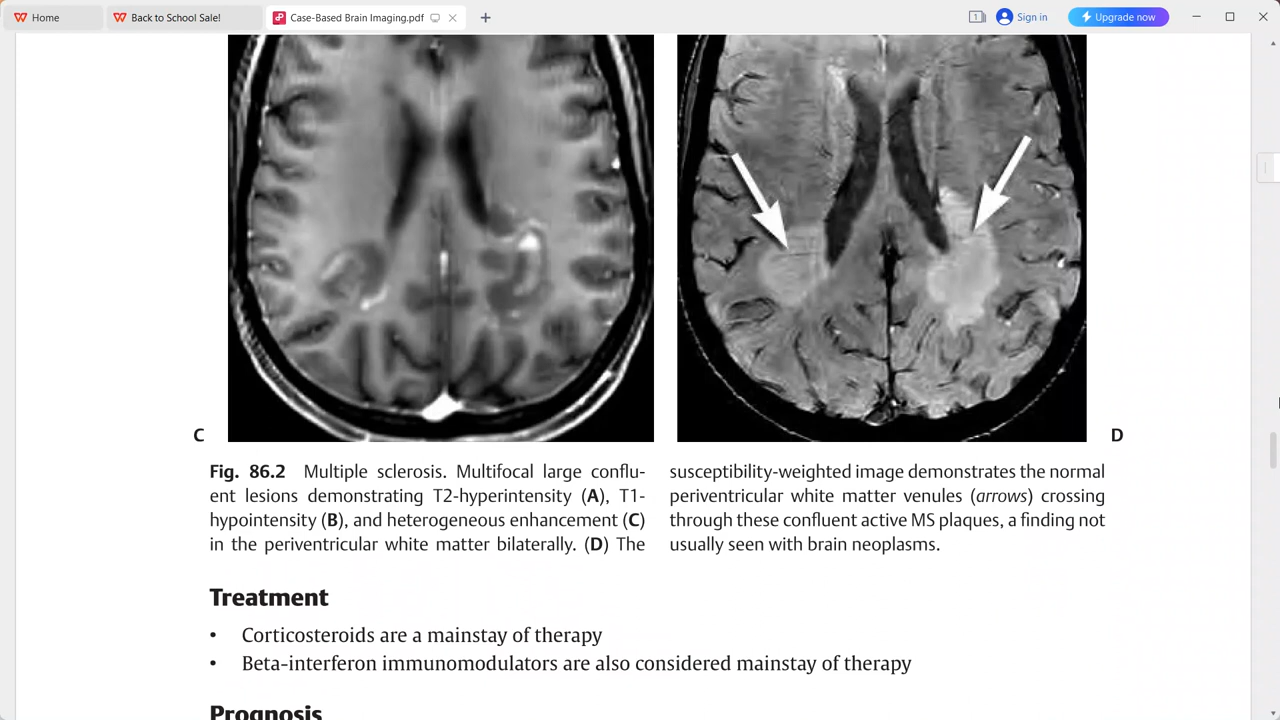 Home
Back to School Sale!
Case-Based Brain Imaging.pdf
1
Sign in
Upgrade now
C
D
Fig. 86.2 Multiple sclerosis. Multifocal large conflu-
ent lesions demonstrating T2-hyperintensity (A), T1-
hypointensity (B), and heterogeneous enhancement (C)
in the periventricular white matter bilaterally. (D) The
susceptibility-weighted image demonstrates the normal
periventricular white matter venules (arrows) crossing
through these confluent active MS plaques, a finding not
usually seen with brain neoplasms.
Treatment
• Corticosteroids are a mainstay of therapy
• Beta-interferon immunomodulators are also considered mainstay of therapy
Prognosis